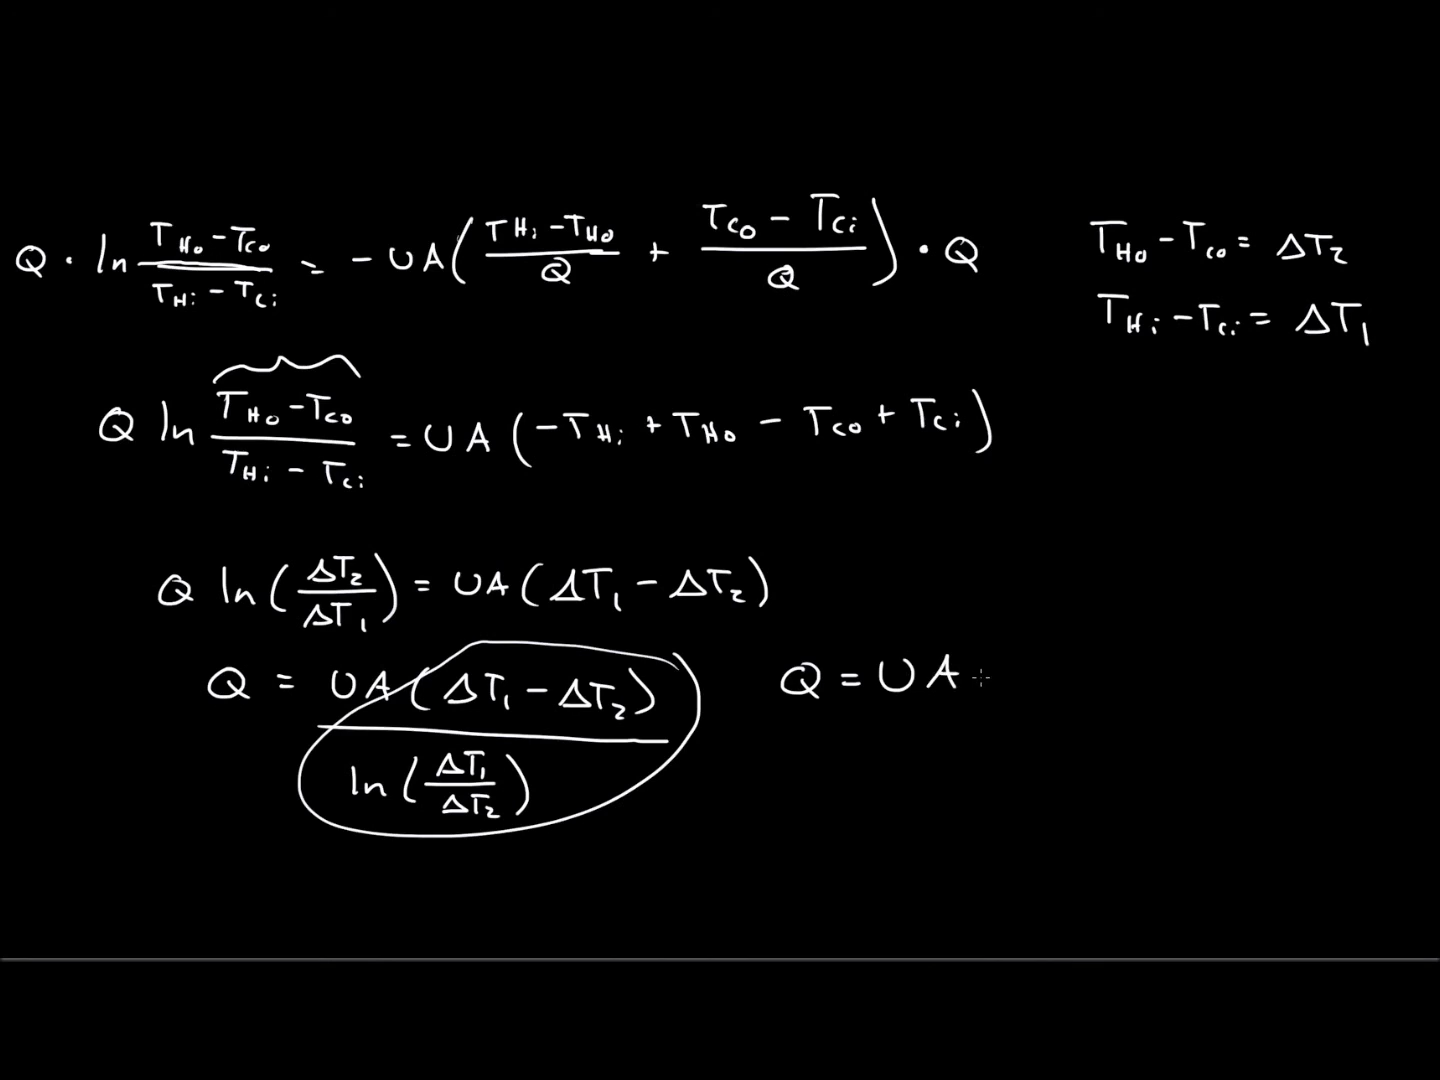 Q · ln (T_Ho - T_Co)/(T_Hi - T_Ci) = - UA( (T_Hi - T_Ho)/Q + (T_Co - T_Ci)/Q ) · Q
T_Ho - T_Co = ΔT_2
T_Hi - T_Ci = ΔT_1
Q ln (T_Ho - T_Co)/(T_Hi - T_Ci) = UA( -T_Hi + T_Ho - T_Co + T_Ci )
Q ln( ΔT_2/ΔT_1 ) = UA( ΔT_1 - ΔT_2 )
Q = UA( ΔT_1 - ΔT_2 ) / ln( ΔT_1/ΔT_2 )
Q = UA